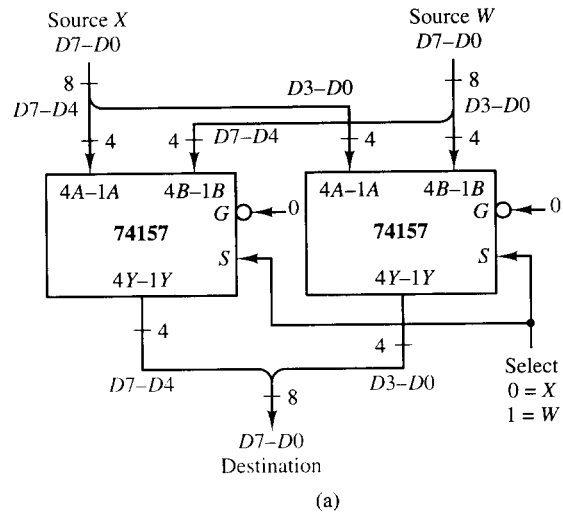 Source X
D7–D0
Source W
D7–D0
8
8
D7–D4
D3–D0
D3–D0
4
4
D7–D4
4
4
4A–1A
4B–1B
G
0
74157
S
4Y–1Y
4A–1A
4B–1B
G
0
74157
S
4Y–1Y
4
4
D7–D4
D3–D0
8
D7–D0
Destination
Select
0 = X
1 = W
(a)